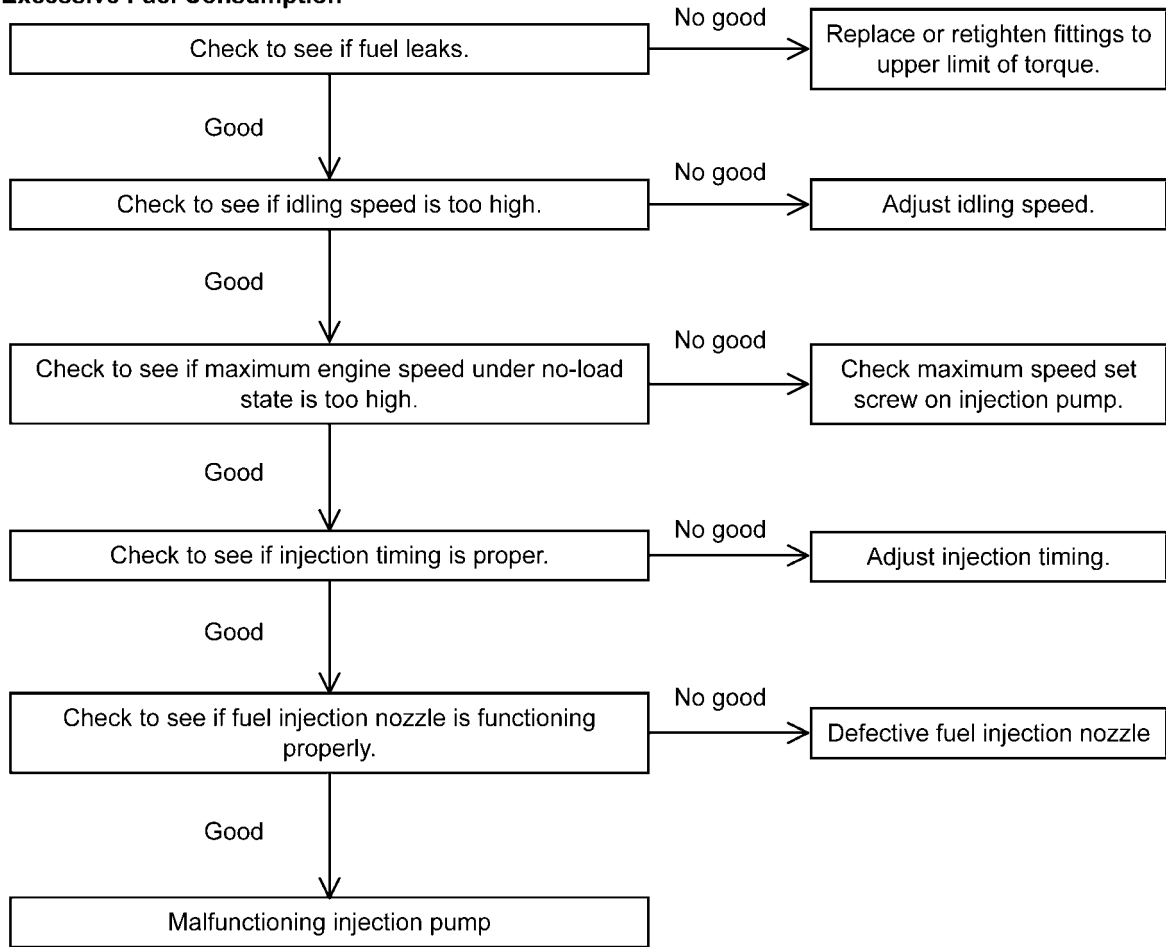 Excessive Fuel Consumption
Check to see if fuel leaks.
No good
Replace or retighten fittings to
upper limit of torque.
Good
Check to see if idling speed is too high.
No good
Adjust idling speed.
Good
Check to see if maximum engine speed under no-load
state is too high.
No good
Check maximum speed set
screw on injection pump.
Good
Check to see if injection timing is proper.
No good
Adjust injection timing.
Good
Check to see if fuel injection nozzle is functioning
properly.
No good
Defective fuel injection nozzle
Good
Malfunctioning injection pump